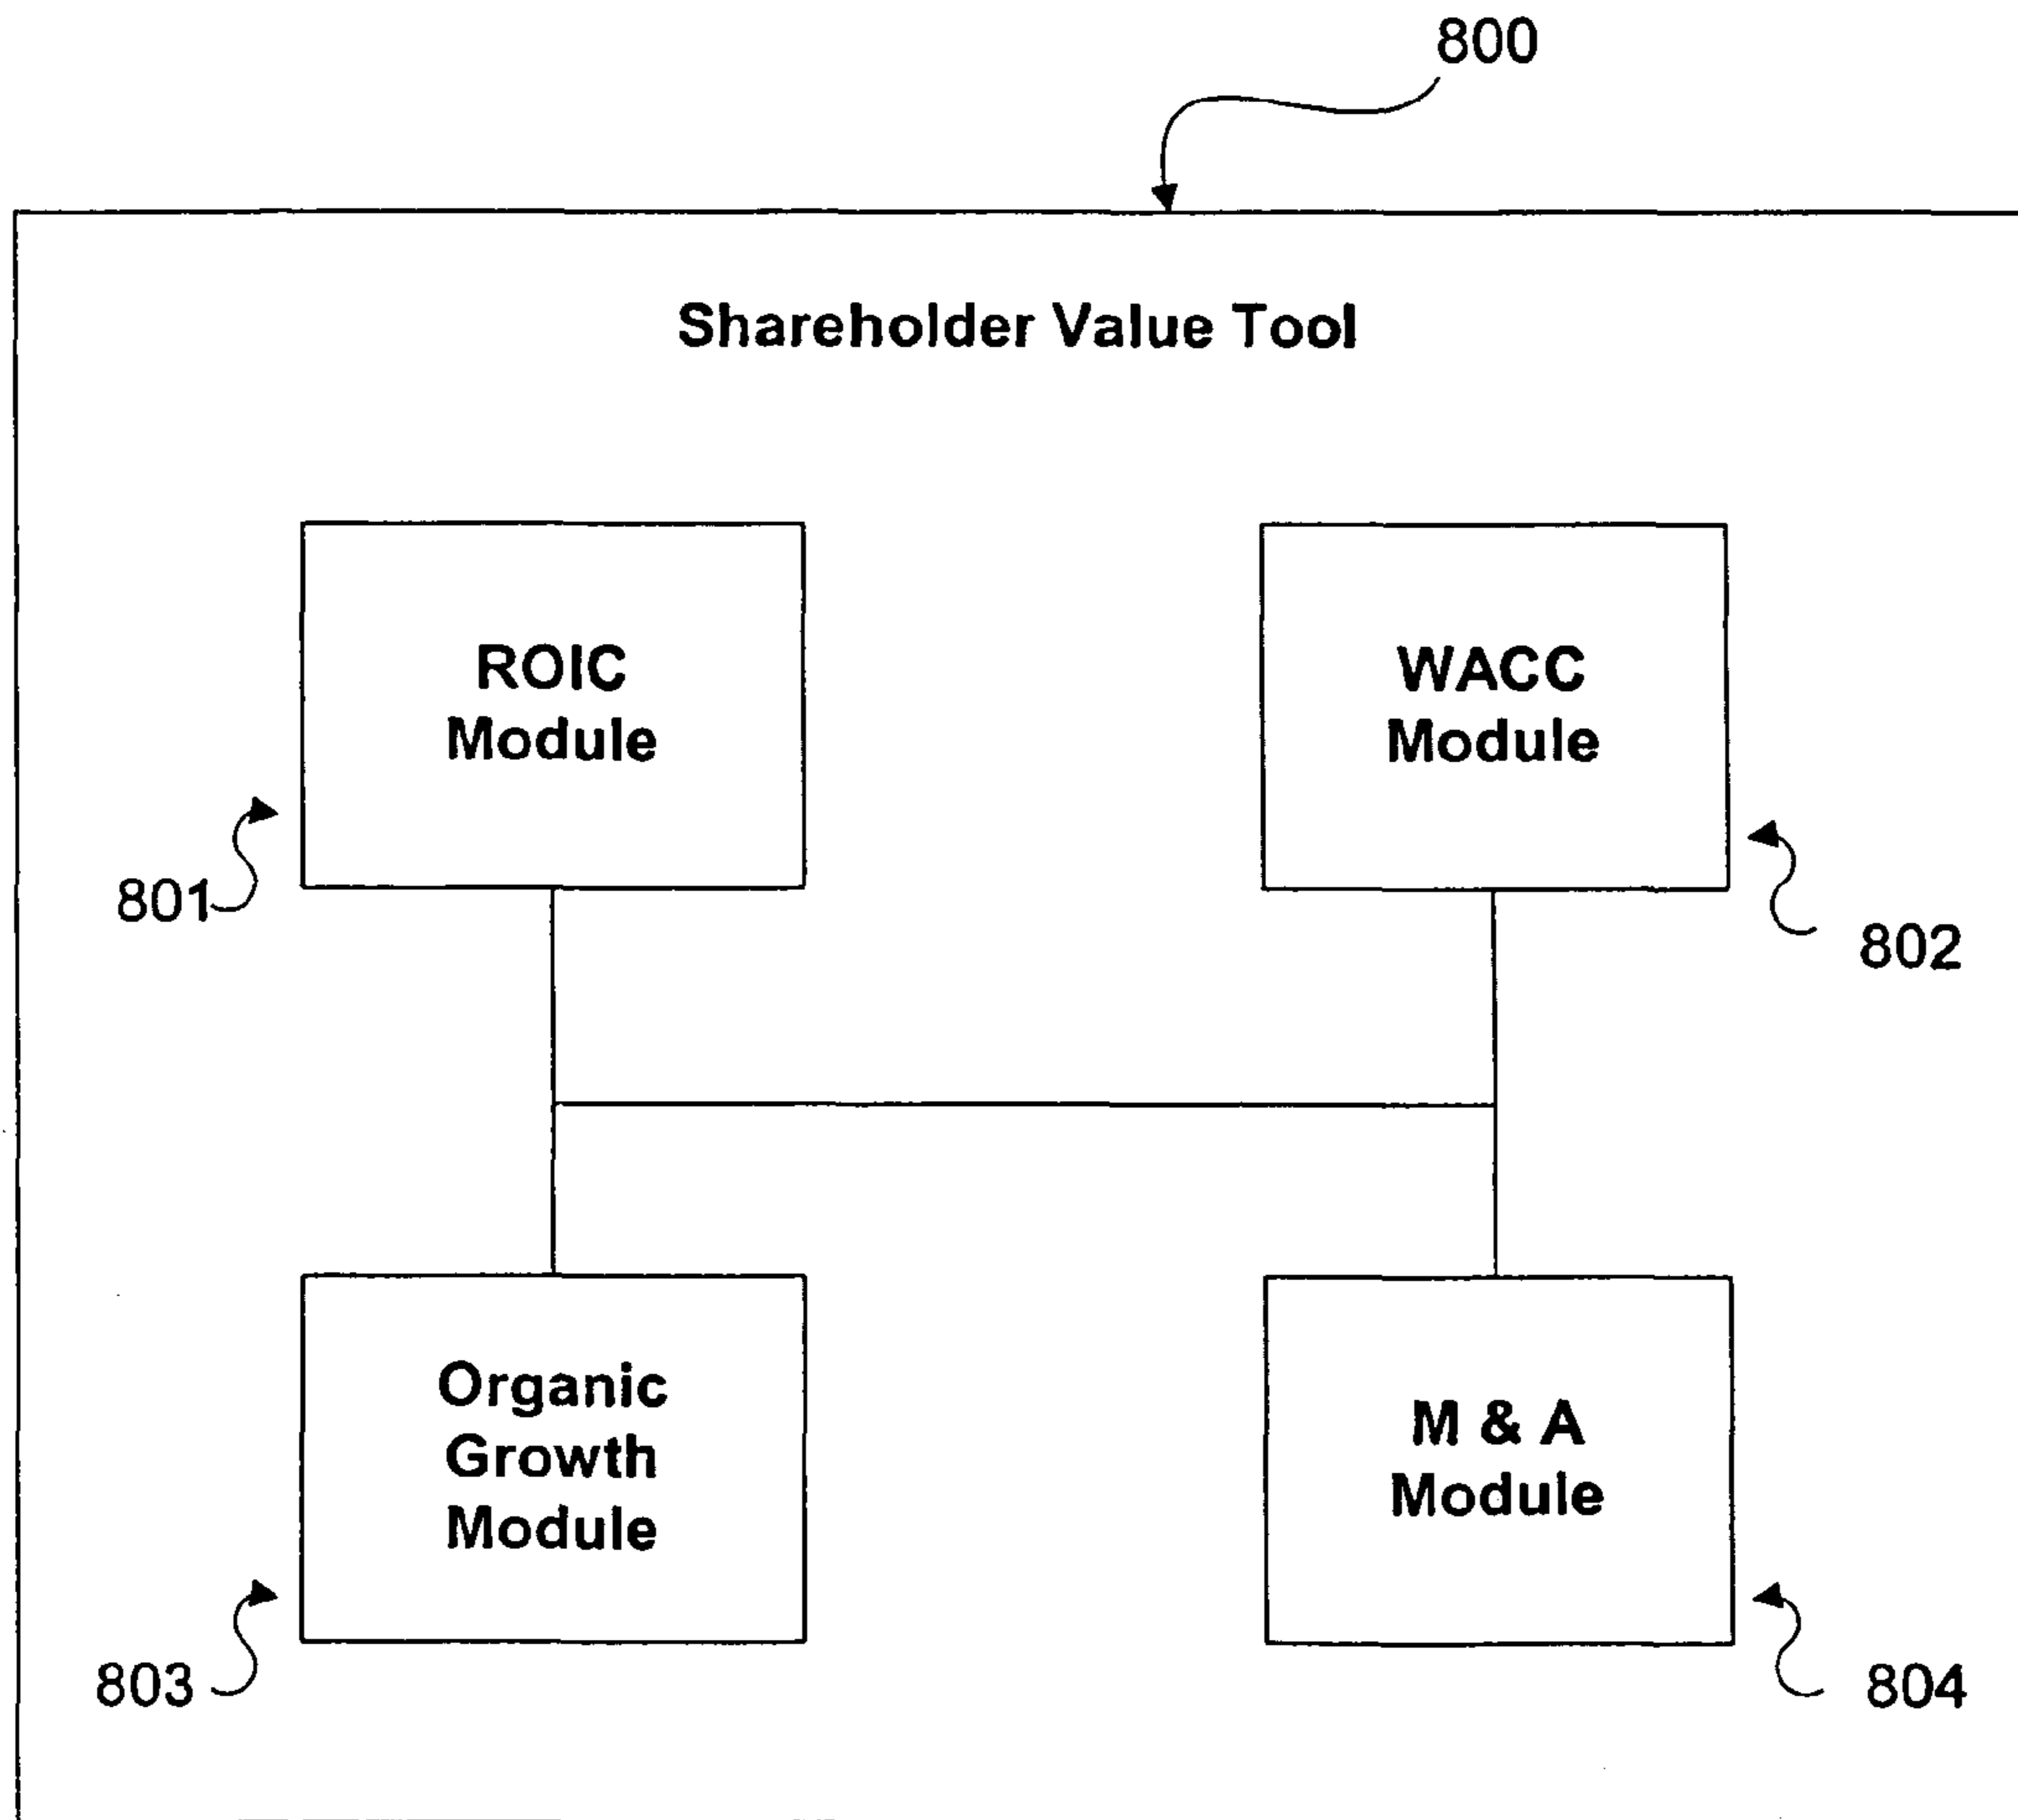 800
Shareholder Value Tool
ROIC
Module
WACC
Module
801
802
Organic
Growth
Module
M & A
Module
803
804